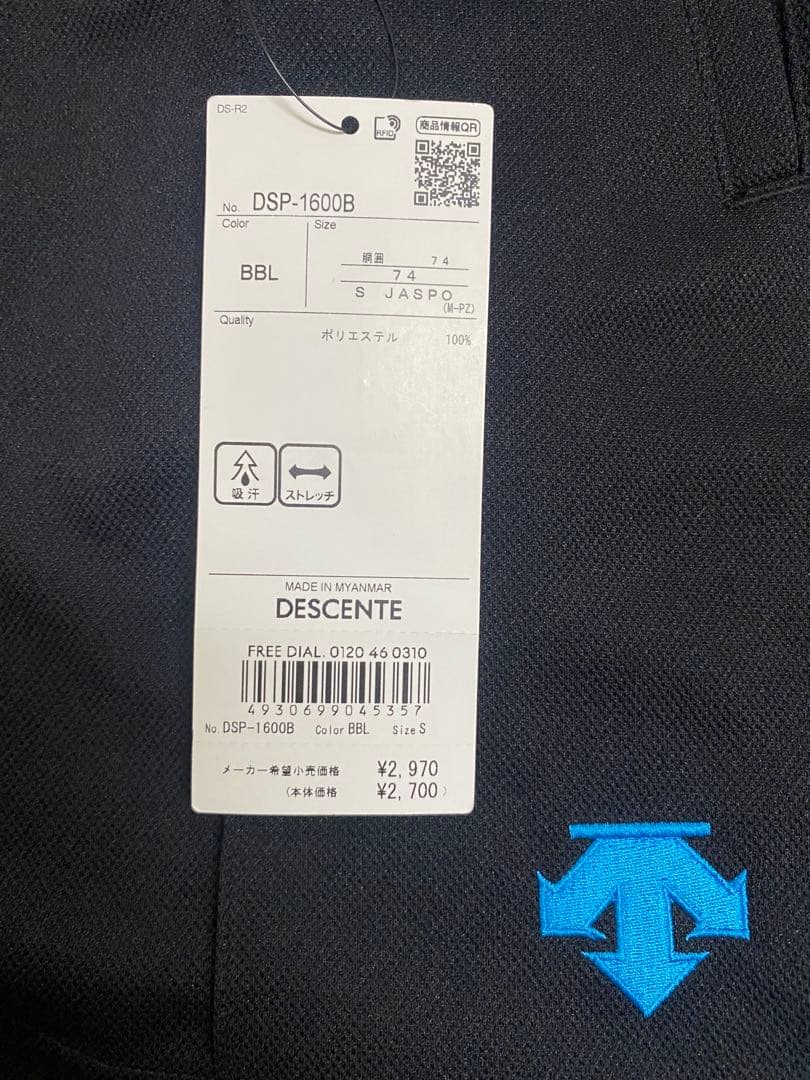 DS-R2
RFID
商品情報QR
No. DSP-1600B
Color
Size
BBL
胴囲 74
74
S JASPO
(M-PZ)
Quality
ポリエステル 100%
吸汗
ストレッチ
MADE IN MYANMAR
DESCENTE
FREE DIAL. 0120 46 0310
4930699045357
No. DSP-1600B Color BBL Size S
メーカー希望小売価格 ¥2,970
(本体価格 ¥2,700)